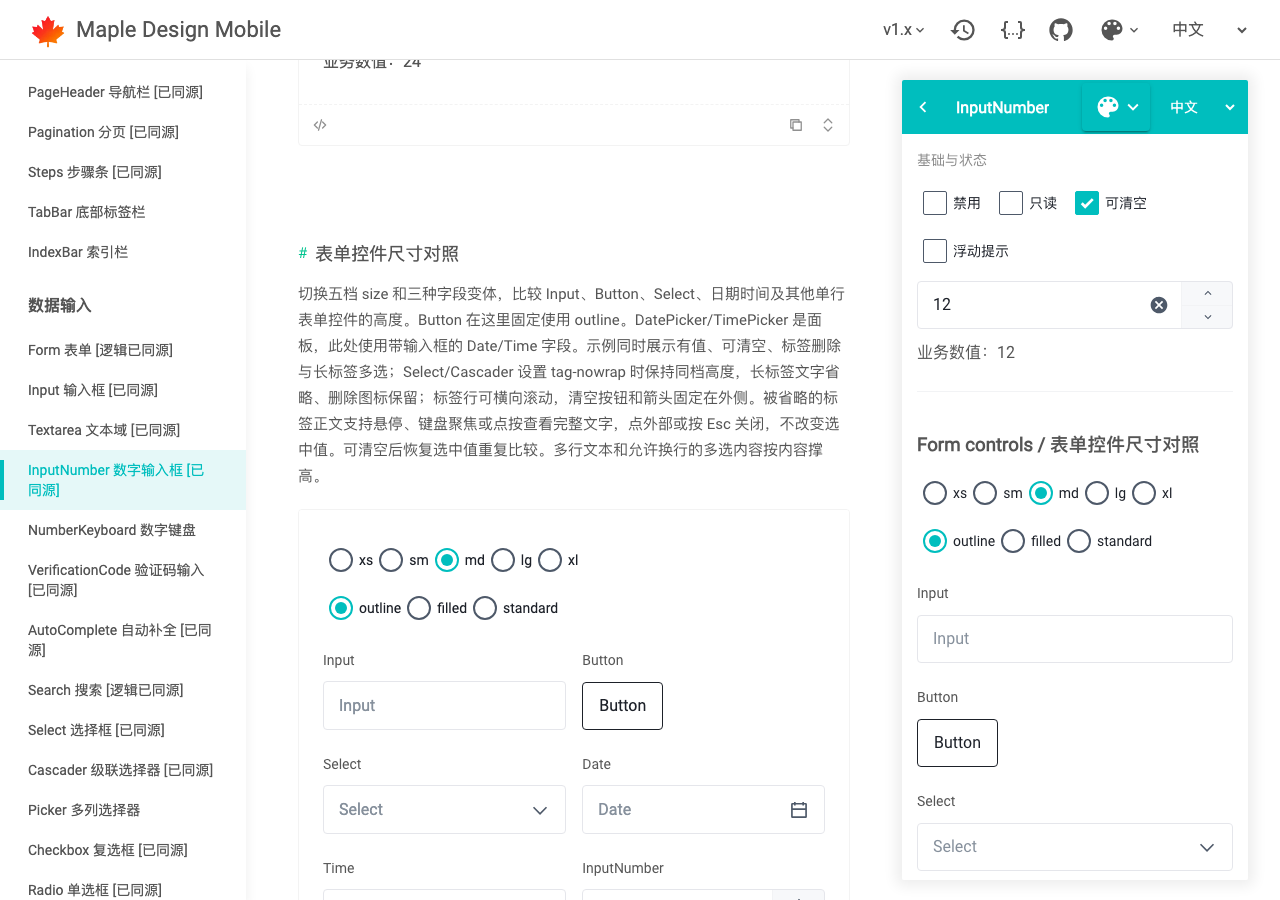 Maple Design Mobile
v1.x
中文
PageHeader 导航栏 [已同源]
Pagination 分页 [已同源]
Steps 步骤条 [已同源]
TabBar 底部标签栏
IndexBar 索引栏
数据输入
Form 表单 [逻辑已同源]
Input 输入框 [已同源]
Textarea 文本域 [已同源]
InputNumber 数字输入框 [已
同源]
NumberKeyboard 数字键盘
VerificationCode 验证码输入
[已同源]
AutoComplete 自动补全 [已同
源]
Search 搜索 [逻辑已同源]
Select 选择框 [已同源]
Cascader 级联选择器 [已同源]
Picker 多列选择器
Checkbox 复选框 [已同源]
Radio 单选框 [已同源]
业务数值：24
# 表单控件尺寸对照
切换五档 size 和三种字段变体，比较 Input、Button、Select、日期时间及其他单行
表单控件的高度。Button 在这里固定使用 outline。DatePicker/TimePicker 是面
板，此处使用带输入框的 Date/Time 字段。示例同时展示有值、可清空、标签删除
与长标签多选；Select/Cascader 设置 tag-nowrap 时保持同档高度，长标签文字省
略、删除图标保留；标签行可横向滚动，清空按钮和箭头固定在外侧。被省略的标
签正文支持悬停、键盘聚焦或点按查看完整文字，点外部或按 Esc 关闭，不改变选
中值。可清空后恢复选中值重复比较。多行文本和允许换行的多选内容按内容撑
高。
xs sm md lg xl
outline filled standard
Input Button
Input Button
Select Date
Select Date
Time InputNumber
InputNumber
中文
基础与状态
禁用 只读 可清空
浮动提示
12
业务数值：12
Form controls / 表单控件尺寸对照
xs sm md lg xl
outline filled standard
Input
Input
Button
Button
Select
Select